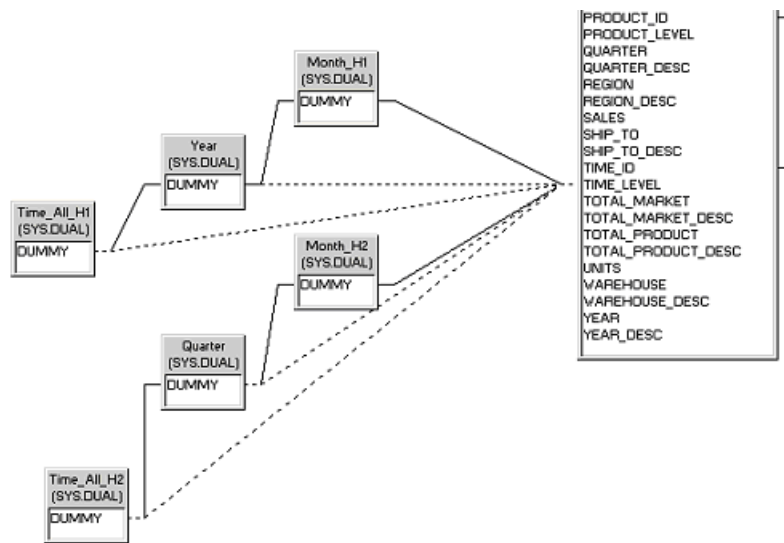 Month_H1
(SYS.DUAL)
DUMMY
Year
(SYS.DUAL)
DUMMY
Time_All_H1
(SYS.DUAL)
DUMMY
Month_H2
(SYS.DUAL)
DUMMY
Quarter
(SYS.DUAL)
DUMMY
Time_All_H2
(SYS.DUAL)
DUMMY
PRODUCT_ID
PRODUCT_LEVEL
QUARTER
QUARTER_DESC
REGION
REGION_DESC
SALES
SHIP_TO
SHIP_TO_DESC
TIME_ID
TIME_LEVEL
TOTAL_MARKET
TOTAL_MARKET_DESC
TOTAL_PRODUCT
TOTAL_PRODUCT_DESC
UNITS
WAREHOUSE
WAREHOUSE_DESC
YEAR
YEAR_DESC